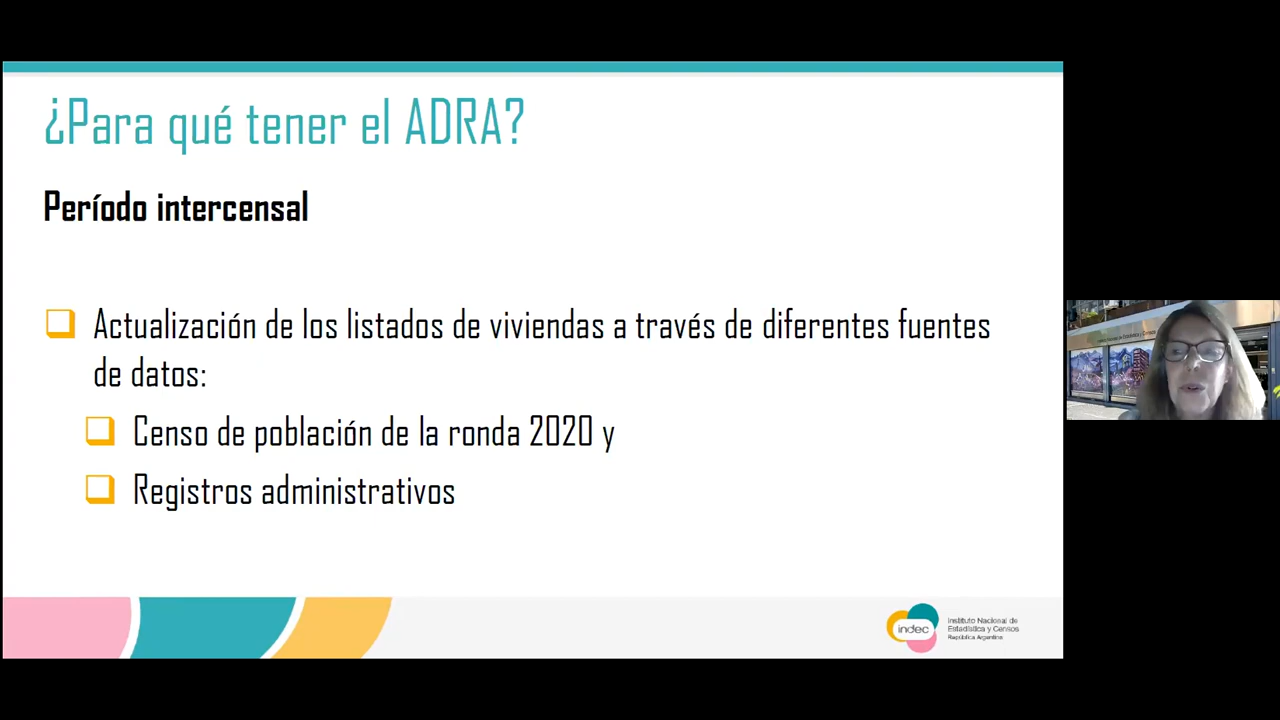 ¿Para qué tener el ADRA?
Período intercensal
Actualización de los listados de viviendas a través de diferentes fuentes
de datos:
Censo de población de la ronda 2020 y
Registros administrativos
indec
Instituto Nacional de
Estadística y Censos
República Argentina